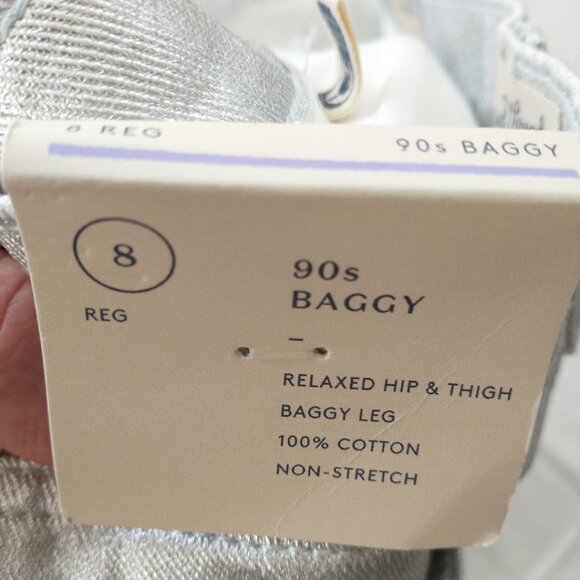 8 REG
90s BAGGY
8
REG
90s
BAGGY
–
RELAXED HIP & THIGH
BAGGY LEG
100% COTTON
NON-STRETCH